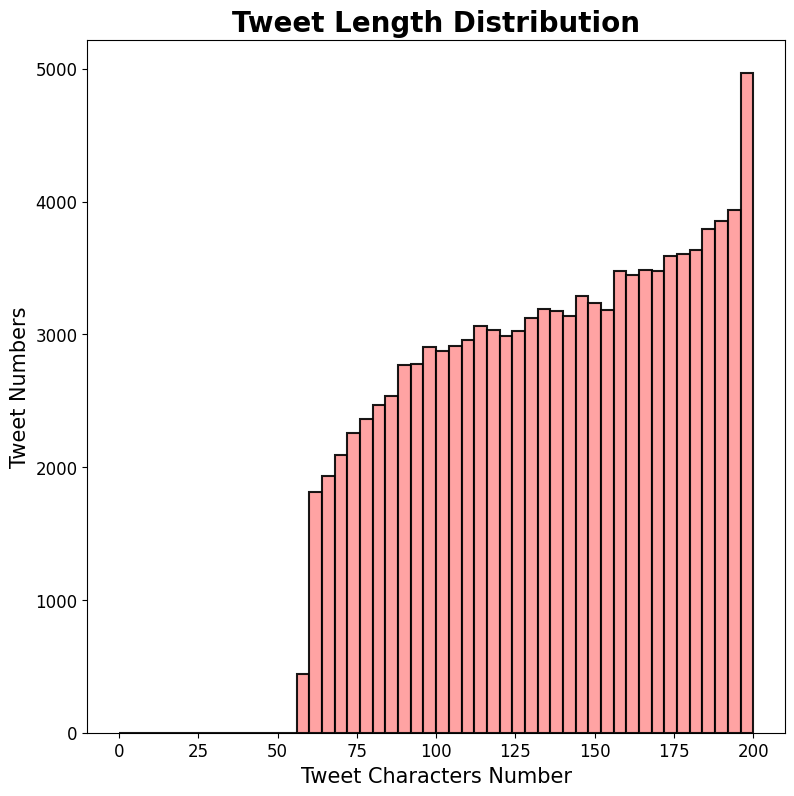 Tweet Length Distribution
Tweet Numbers
5000
4000
3000
2000
1000
0
0 25 50 75 100 125 150 175 200
Tweet Characters Number